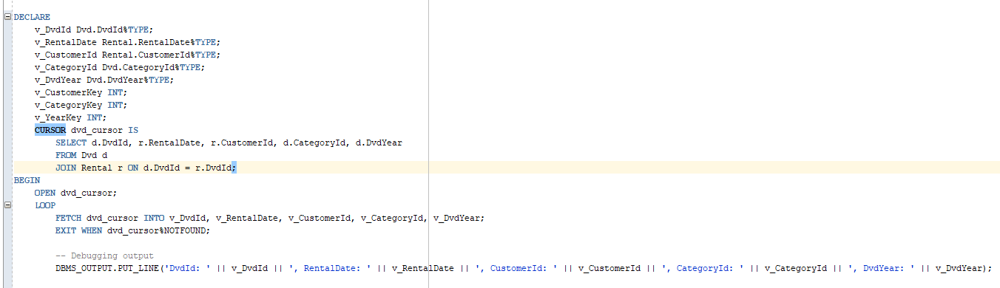 DECLARE
    v_DvdId Dvd.DvdId%TYPE;
    v_RentalDate Rental.RentalDate%TYPE;
    v_CustomerId Rental.CustomerId%TYPE;
    v_CategoryId Dvd.CategoryId%TYPE;
    v_DvdYear Dvd.DvdYear%TYPE;
    v_CustomerKey INT;
    v_CategoryKey INT;
    v_YearKey INT;
    CURSOR dvd_cursor IS
        SELECT d.DvdId, r.RentalDate, r.CustomerId, d.CategoryId, d.DvdYear
        FROM Dvd d
        JOIN Rental r ON d.DvdId = r.DvdId;
BEGIN
    OPEN dvd_cursor;
    LOOP
        FETCH dvd_cursor INTO v_DvdId, v_RentalDate, v_CustomerId, v_CategoryId, v_DvdYear;
        EXIT WHEN dvd_cursor%NOTFOUND;
        -- Debugging output
        DBMS_OUTPUT.PUT_LINE('DvdId: ' || v_DvdId || ', RentalDate: ' || v_RentalDate || ', CustomerId: ' || v_CustomerId || ', CategoryId: ' || v_CategoryId || ', DvdYear: ' || v_DvdYear);